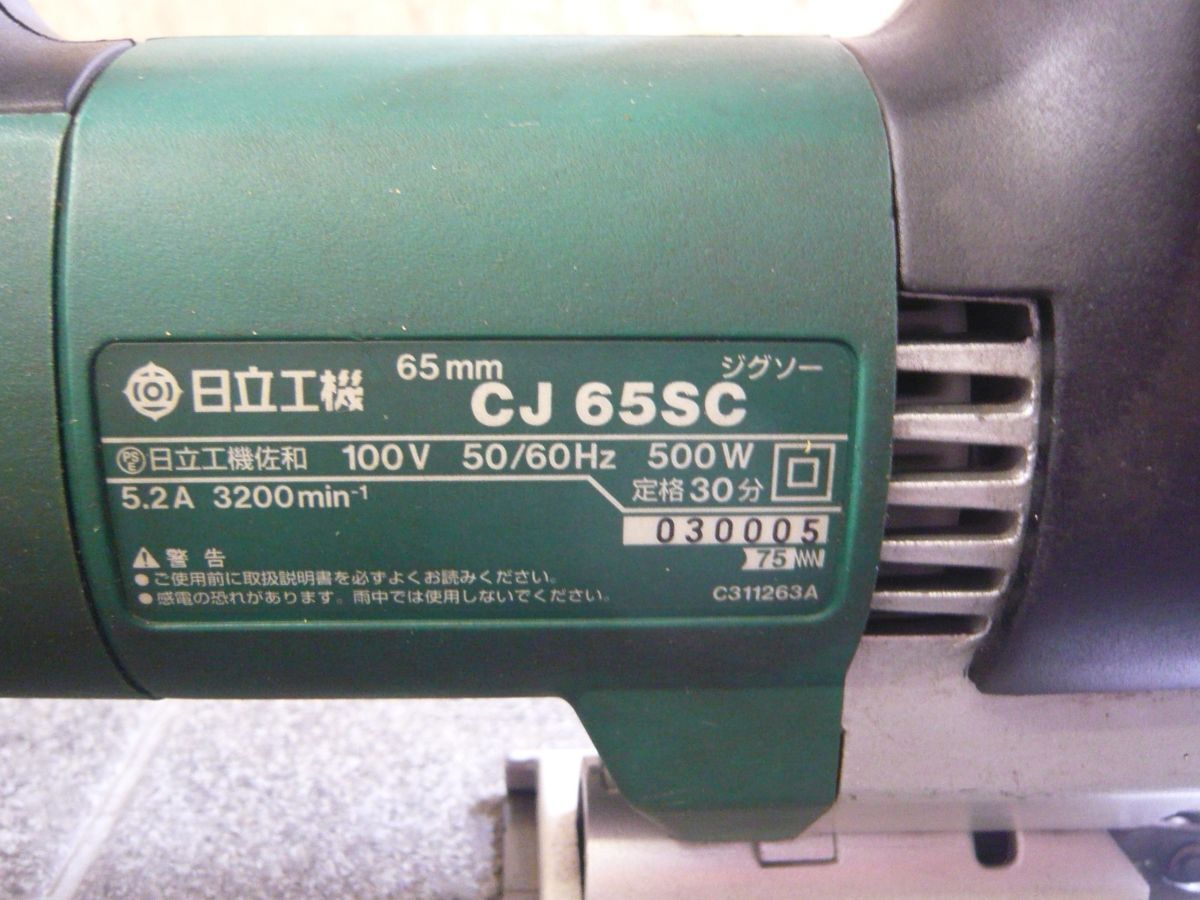 日立工機 65mm ジグソー
CJ 65SC
PSE 日立工機佐和 100V 50/60Hz 500W
5.2A 3200min⁻¹ 定格30分
030005
75
⚠警告
●ご使用前に取扱説明書を必ずよくお読みください。
●感電の恐れがあります。雨中では使用しないでください。
C311263A